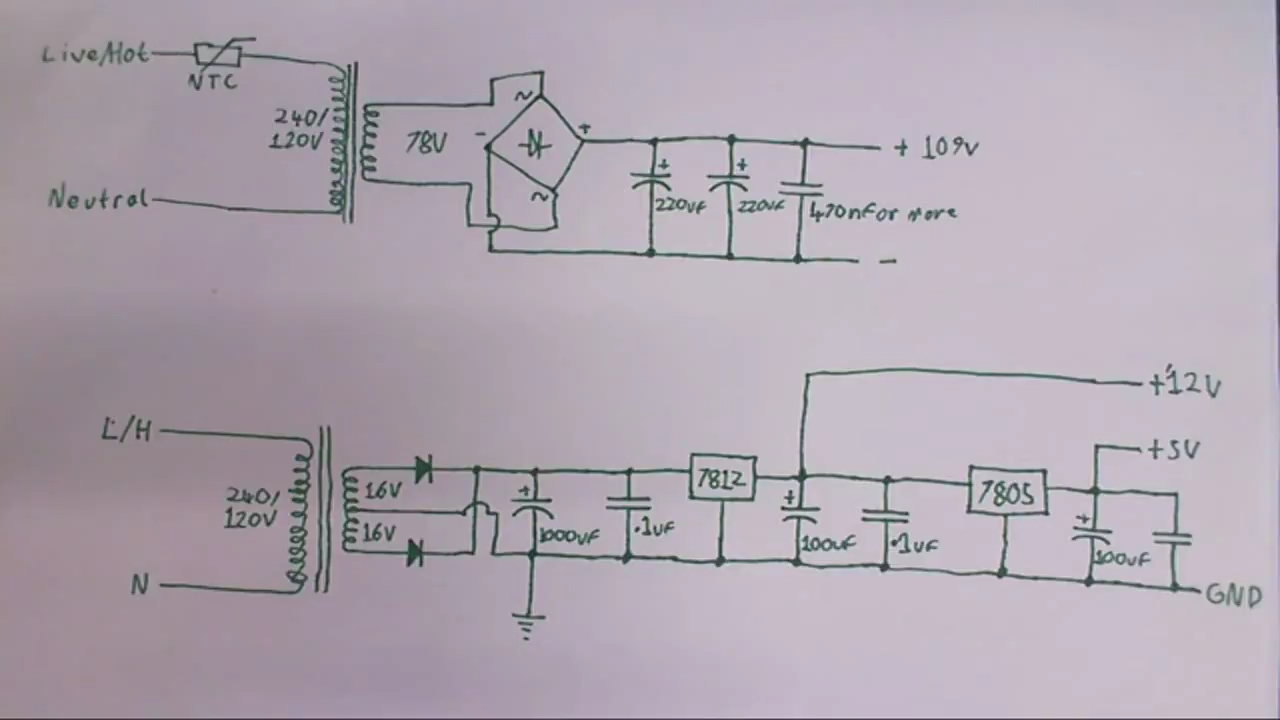 Live/Hot
NTC
240/
120V
78V
~
-
+
~
Neutral
+
220uF
+
220uF
470nF or more
+ 109v
-
L/H
240/
120V
N
16V
16V
+
1000uF
.1uF
7812
+
100uF
.1uF
7805
+
100uF
+12V
+5V
GND